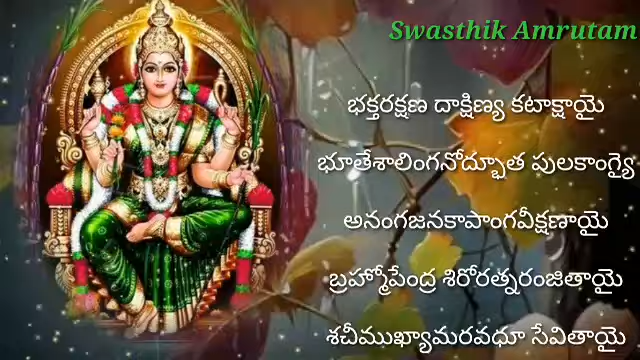 Swasthik Amrutam
భక్తరక్షణ దాక్షిణ్య కటాక్షాయై
భూతేశాలింగనోద్భూత పులకాంగ్యై
అనంగజనకాపాంగవీక్షణాయై
బ్రహ్మోపేంద్ర శిరోరత్నరంజితాయై
శచీముఖ్యామరవధూ సేవితాయై